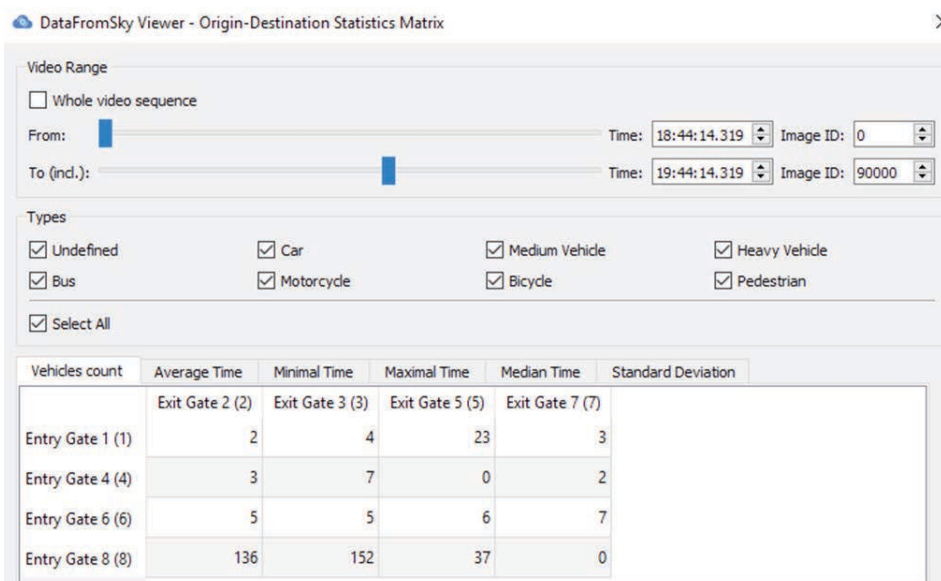 DataFromSky Viewer - Origin-Destination Statistics Matrix
Video Range
Whole video sequence
From: Time: 18:44:14.319 Image ID: 0
To (incl.): Time: 19:44:14.319 Image ID: 90000
Types
Undefined Car Medium Vehicle Heavy Vehicle
Bus Motorcycle Bicycle Pedestrian
Select All
Vehicles count Average Time Minimal Time Maximal Time Median Time Standard Deviation
Exit Gate 2 (2) Exit Gate 3 (3) Exit Gate 5 (5) Exit Gate 7 (7)
Entry Gate 1 (1) 2 4 23 3
Entry Gate 4 (4) 3 7 0 2
Entry Gate 6 (6) 5 5 6 7
Entry Gate 8 (8) 136 152 37 0